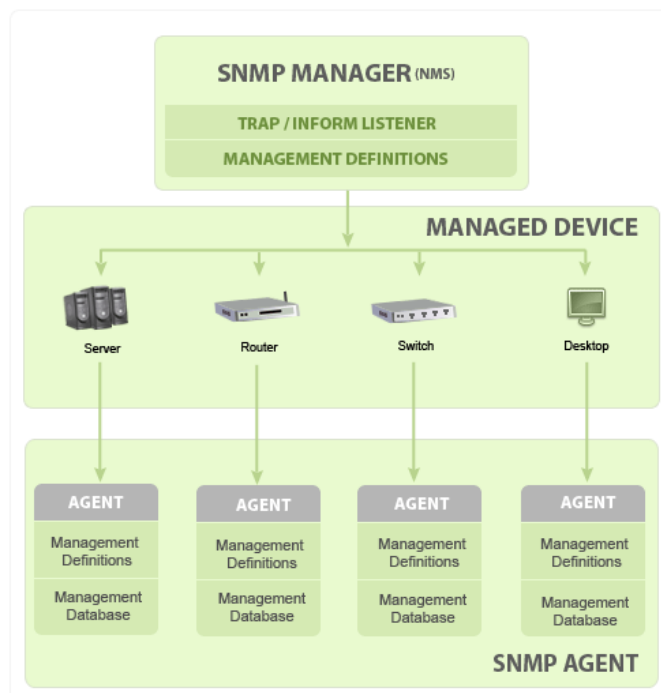 SNMP MANAGER (NMS)
TRAP / INFORM LISTENER
MANAGEMENT DEFINITIONS
MANAGED DEVICE
Server
Router
Switch
Desktop
AGENT
Management
Definitions
Management
Database
AGENT
Management
Definitions
Management
Database
AGENT
Management
Definitions
Management
Database
AGENT
Management
Definitions
Management
Database
SNMP AGENT